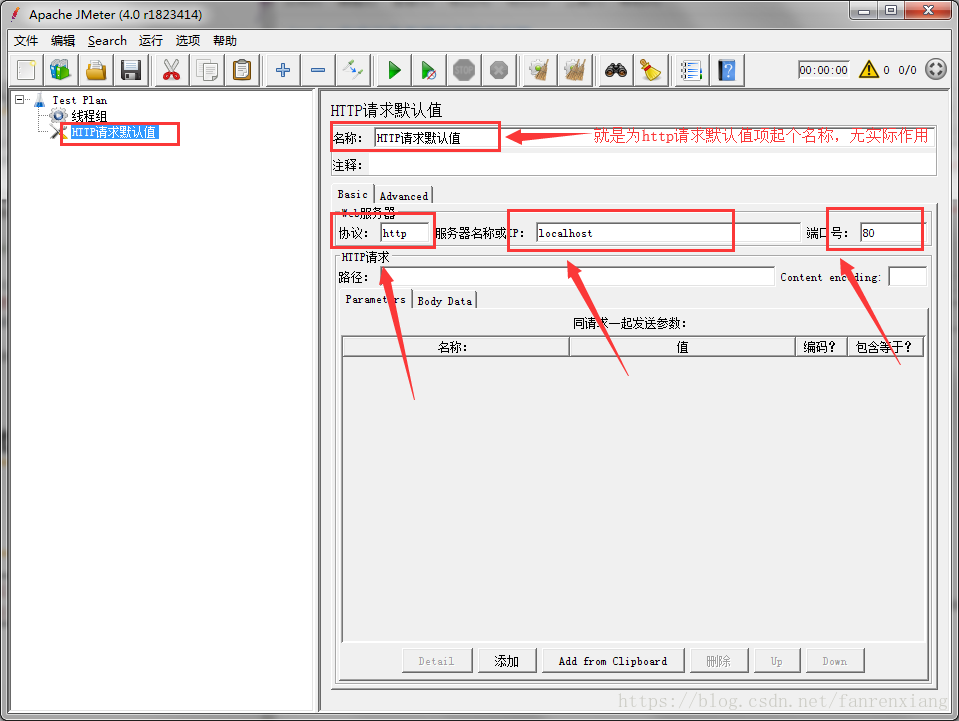 Apache JMeter (4.0 r1823414)
文件 编辑 Search 运行 选项 帮助
STOP 00:00:00 0 0/0
Test Plan
线程组
HTTP请求默认值
HTTP请求默认值
名称: HTTP请求默认值 就是为http请求默认值项起个名称，无实际作用
注释:
Basic Advanced
Web服务器
协议: http 服务器名称或IP: localhost 端口号: 80
HTTP请求
路径: Content encoding:
Parameters Body Data
同请求一起发送参数:
名称: 值 编码? 包含等于?
Detail 添加 Add from Clipboard 删除 Up Down
https://blog.csdn.net/fanrenxiang